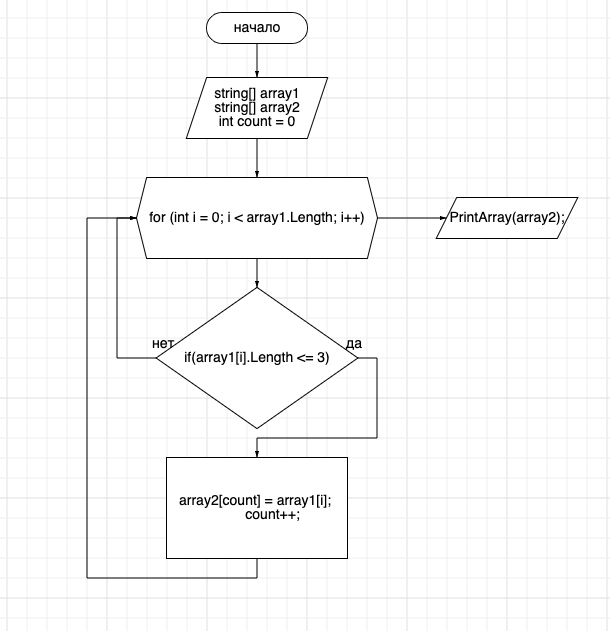 начало
string[] array1
string[] array2
int count = 0
for (int i = 0; i < array1.Length; i++)
PrintArray(array2);
нет
да
if(array1[i].Length <= 3)
array2[count] = array1[i];
count++;